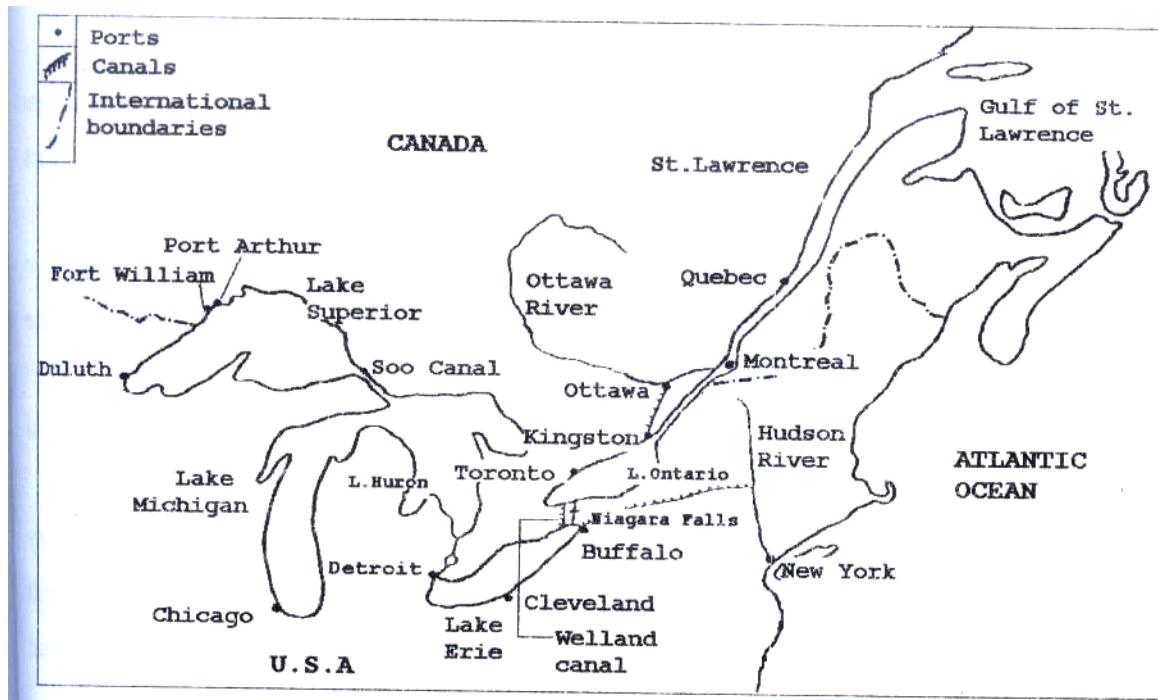 Ports
Canals
International
boundaries
CANADA
Gulf of St.
Lawrence
St.Lawrence
Port Arthur
Fort William
Lake
Superior
Ottawa
River
Quebec
Duluth
Soo Canal
Montreal
Ottawa
Kingston
Hudson
River
Lake
Michigan
L.Huron
Toronto
L.Ontario
ATLANTIC
OCEAN
Niagara Falls
Buffalo
Detroit
New York
Chicago
Cleveland
Lake
Erie
Welland
canal
U.S.A